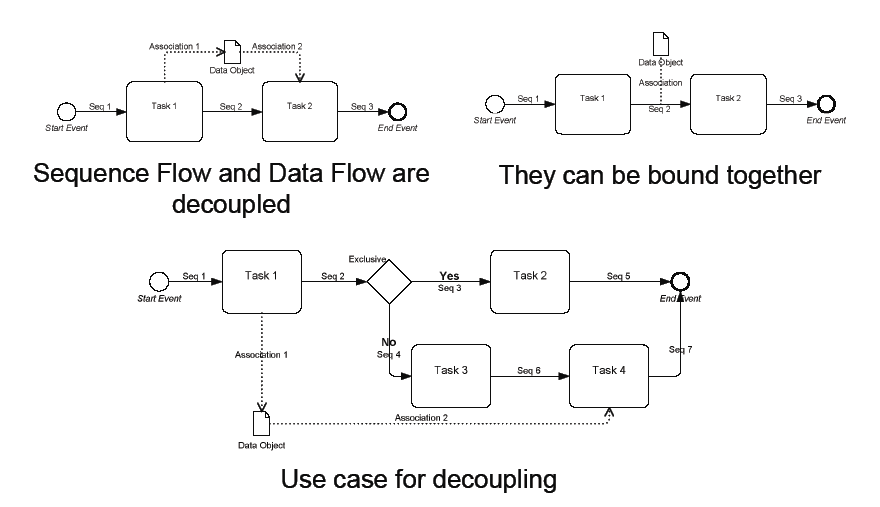 Association 1
Association 2
Data Object
Seq 1
Task 1
Seq 2
Task 2
Seq 3
Start Event
End Event
Sequence Flow and Data Flow are
decoupled
Data Object
Association
Seq 1
Task 1
Seq 2
Task 2
Seq 3
Start Event
End Event
They can be bound together
Exclusive
Seq 1
Task 1
Seq 2
Yes
Seq 3
Task 2
Seq 5
Start Event
End Event
No
Seq 4
Association 1
Task 3
Seq 6
Task 4
Seq 7
Association 2
Data Object
Use case for decoupling